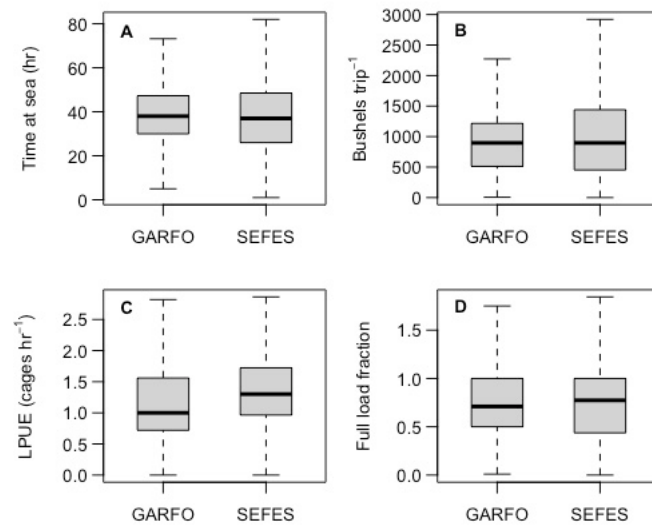 A
Time at sea (hr)
80
60
40
20
0
GARFO SEFES
B
Bushels trip⁻¹
3000
2500
2000
1500
1000
500
0
GARFO SEFES
C
LPUE (cages hr⁻¹)
2.5
2.0
1.5
1.0
0.5
0.0
GARFO SEFES
D
Full load fraction
1.5
1.0
0.5
0.0
GARFO SEFES